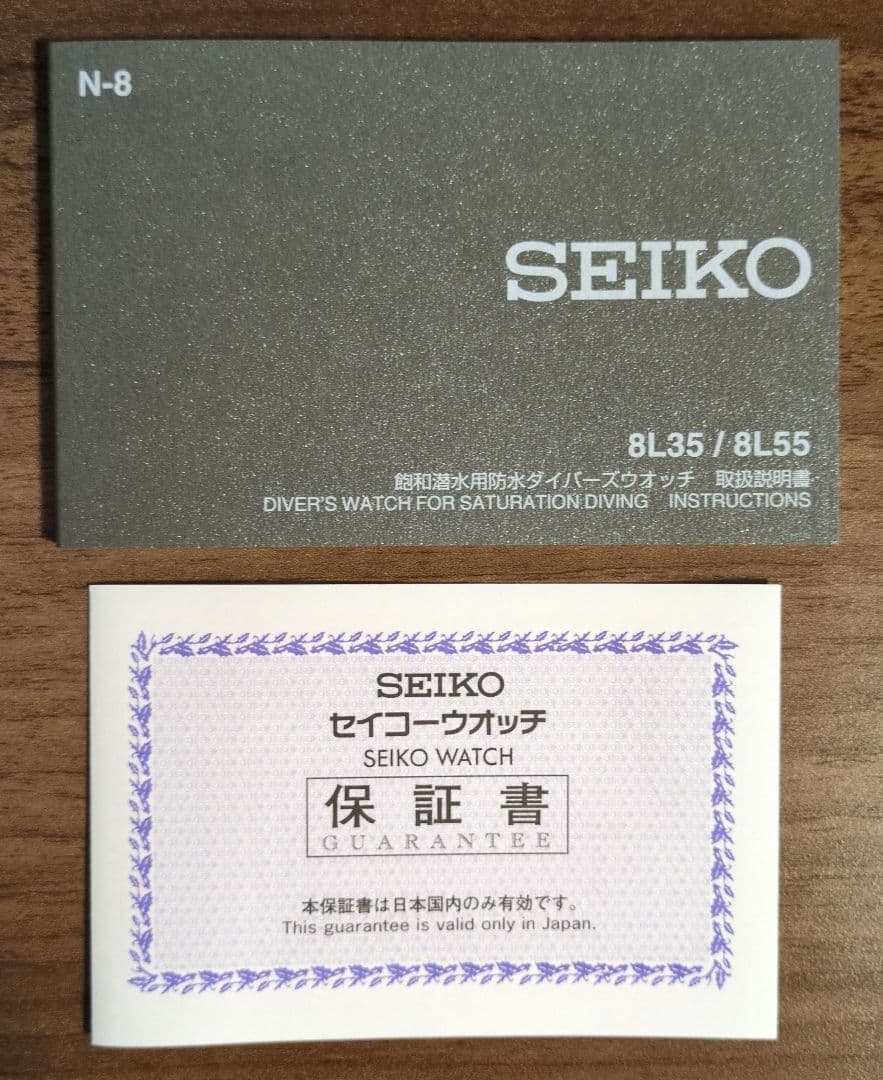 N-8
SEIKO
8L35 / 8L55
飽和潜水用防水ダイバーズウオッチ　取扱説明書
DIVER'S WATCH FOR SATURATION DIVING　INSTRUCTIONS
SEIKO
セイコーウオッチ
SEIKO WATCH
保証書
GUARANTEE
本保証書は日本国内のみ有効です。
This guarantee is valid only in Japan.